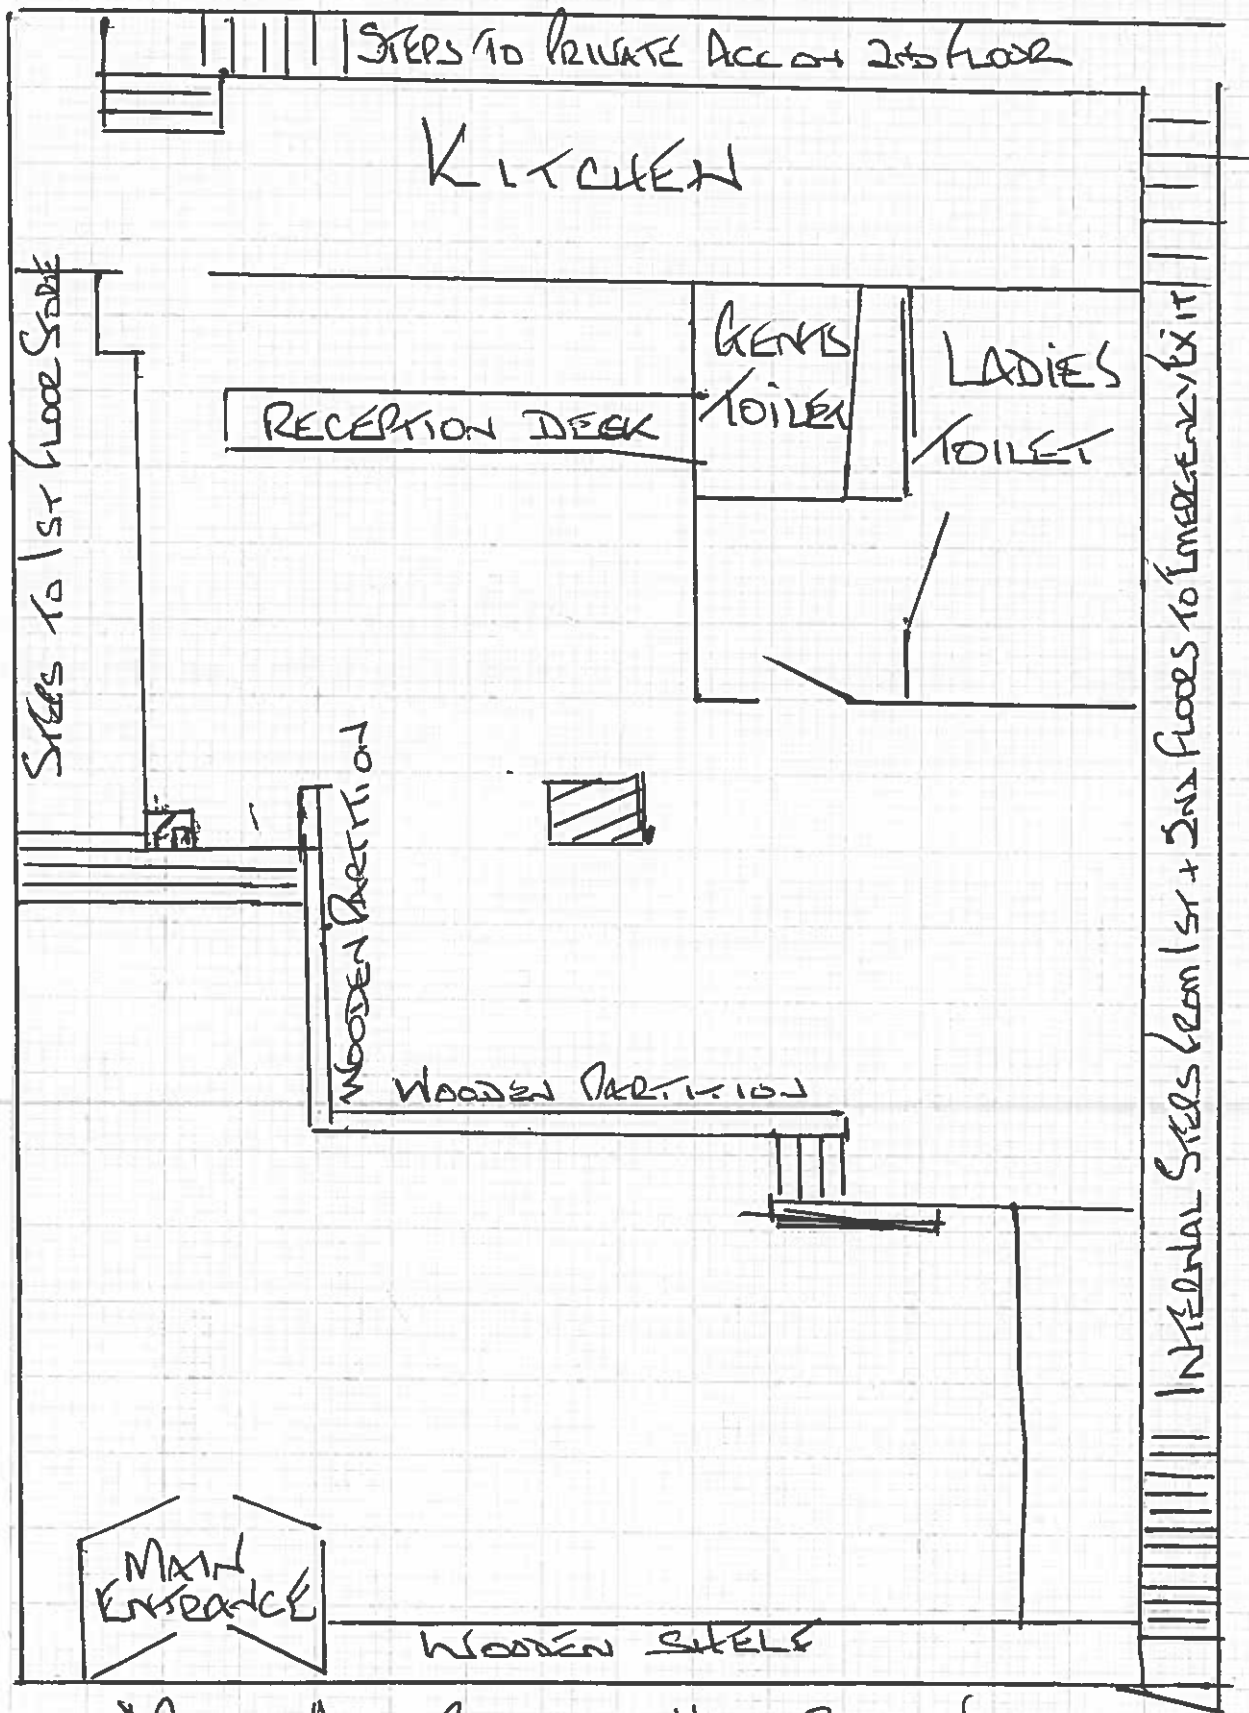 STEPS TO PRIVATE ACC ON 2ND FLOOR
KITCHEN
STEPS TO 1ST FLOOR STORE
GENTS
TOILET
LADIES
TOILET
RECEPTION DESK
INTERNAL STEPS FROM 1ST + 2ND FLOORS TO EMERGENCY EXIT
WOODEN PARTITION
WOODEN PARTITION
MAIN
ENTRANCE
WOODEN SHELF